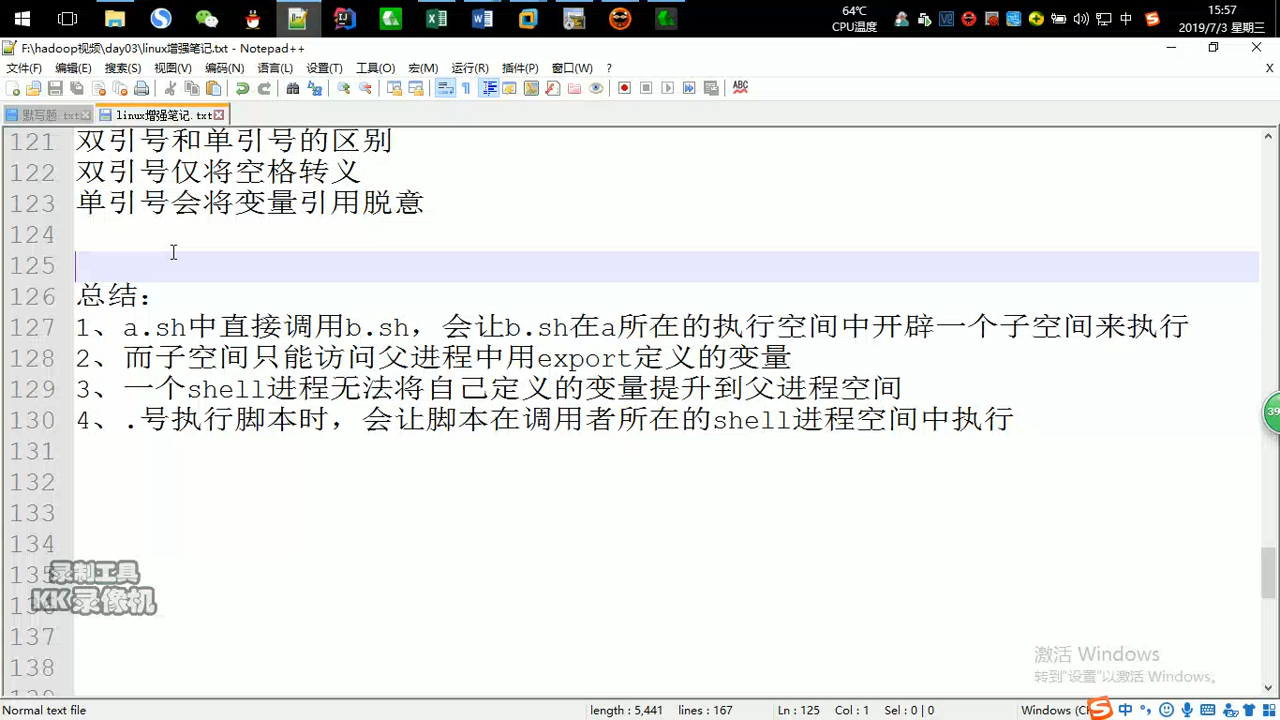 64℃
CPU温度
中
15:57
2019/7/3 星期三
F:\hadoop视频\day03\linux增强笔记.txt - Notepad++
文件(F) 编辑(E) 搜索(S) 视图(V) 编码(N) 语言(L) 设置(T) 工具(O) 宏(M) 运行(R) 插件(P) 窗口(W) ? X
默写题.txt linux增强笔记.txt
121 双引号和单引号的区别
122 双引号仅将空格转义
123 单引号会将变量引用脱意
124
125
126 总结：
127 1、a.sh中直接调用b.sh，会让b.sh在a所在的执行空间中开辟一个子空间来执行
128 2、而子空间只能访问父进程中用export定义的变量
129 3、一个shell进程无法将自己定义的变量提升到父进程空间
130 4、.号执行脚本时，会让脚本在调用者所在的shell进程空间中执行
131
132
133
134
135
录制工具
136
KK录像机
137
138
激活 Windows
转到“设置”以激活 Windows。
39
Normal text file length : 5,441 lines : 167 Ln : 125 Col : 1 Sel : 0 | 0 Windows (C 中